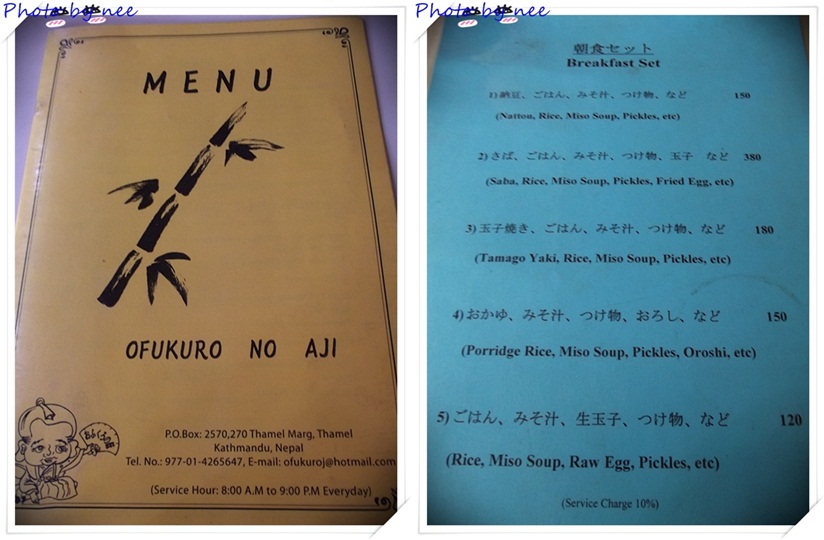 Photo by nee
MENU
OFUKURO NO AJI
P.O.Box: 2570,270 Thamel Marg, Thamel
Kathmandu, Nepal
Tel. No.: 977-01-4265647, E-mail: ofukuroj@hotmail.com
(Service Hour: 8:00 A.M to 9:00 P.M Everyday)
Photo by nee
朝食セット
Breakfast Set
1) 納豆、ごはん、みそ汁、つけ物、など 150
(Nattou, Rice, Miso Soup, Pickles, etc)
2) さば、ごはん、みそ汁、つけ物、玉子 など 380
(Saba, Rice, Miso Soup, Pickles, Fried Egg, etc)
3) 玉子焼き、ごはん、みそ汁、つけ物、など 180
(Tamago Yaki, Rice, Miso Soup, Pickles, etc)
4) おかゆ、みそ汁、つけ物、おろし、など 150
(Porridge Rice, Miso Soup, Pickles, Oroshi, etc)
5) ごはん、みそ汁、生玉子、つけ物、など 120
(Rice, Miso Soup, Raw Egg, Pickles, etc)
(Service Charge 10%)